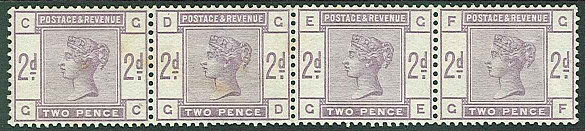 C POSTAGE & REVENUE G D POSTAGE & REVENUE G E POSTAGE & REVENUE G F POSTAGE & REVENUE G
2d 2d 2d 2d 2d 2d 2d 2d
G TWO PENCE C G TWO PENCE D G TWO PENCE E G TWO PENCE F